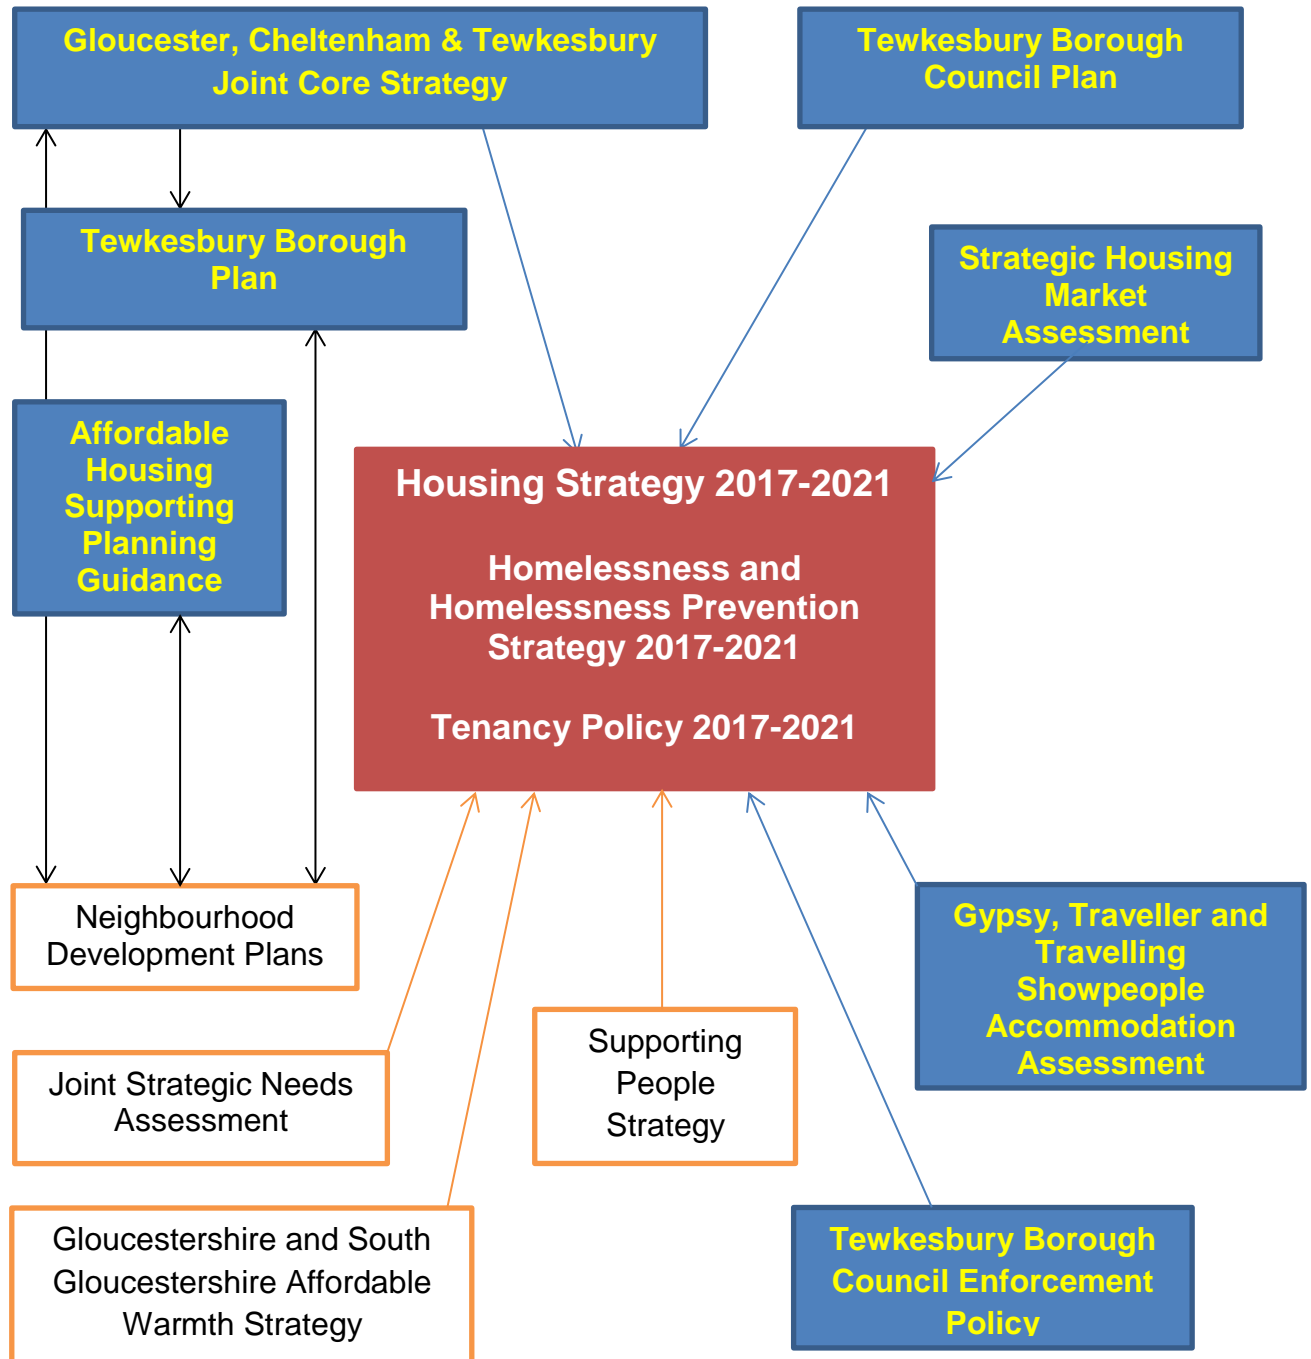 Gloucester, Cheltenham & Tewkesbury
Joint Core Strategy
Tewkesbury Borough
Council Plan
Tewkesbury Borough
Plan
Strategic Housing
Market
Assessment
Affordable
Housing
Supporting
Planning
Guidance
Housing Strategy 2017-2021
Homelessness and
Homelessness Prevention
Strategy 2017-2021
Tenancy Policy 2017-2021
Neighbourhood
Development Plans
Gypsy, Traveller and
Travelling
Showpeople
Accommodation
Assessment
Joint Strategic Needs
Assessment
Supporting
People
Strategy
Gloucestershire and South
Gloucestershire Affordable
Warmth Strategy
Tewkesbury Borough
Council Enforcement
Policy